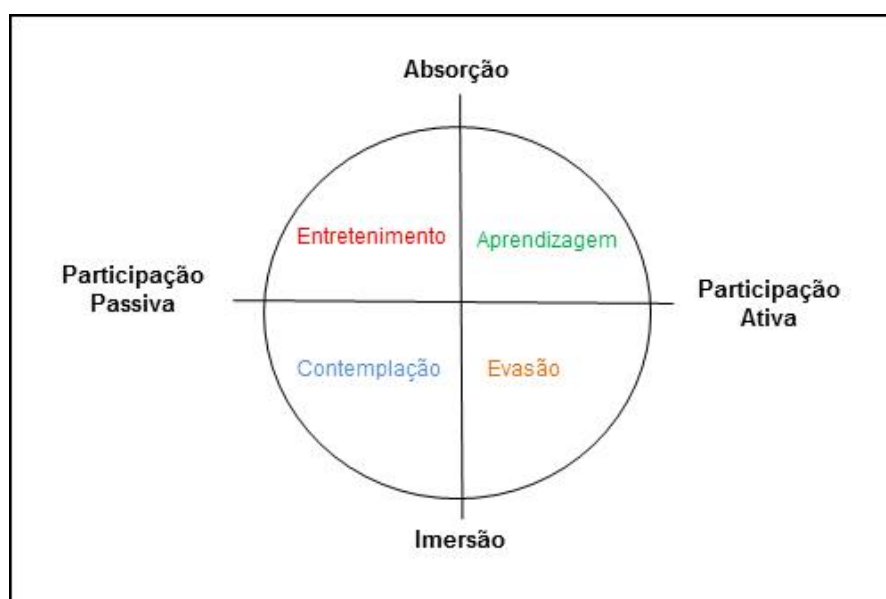 Absorção
Entretenimento
Aprendizagem
Participação
Passiva
Participação
Ativa
Contemplação
Evasão
Imersão